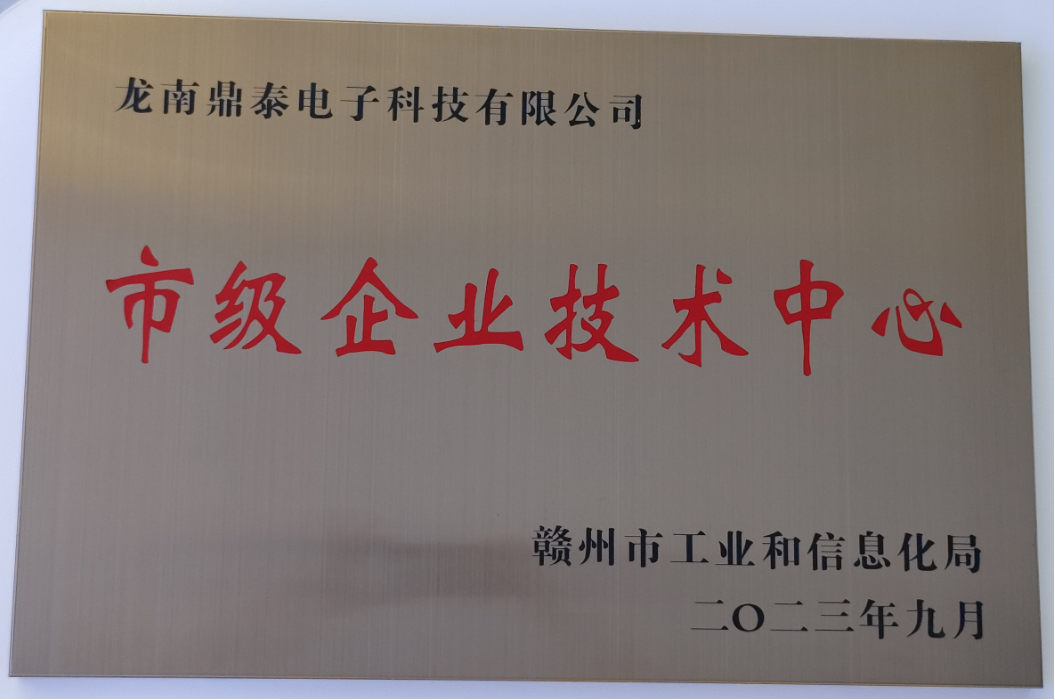 龙南鼎泰电子科技有限公司
市级企业技术中心
赣州市工业和信息化局
二〇二三年九月